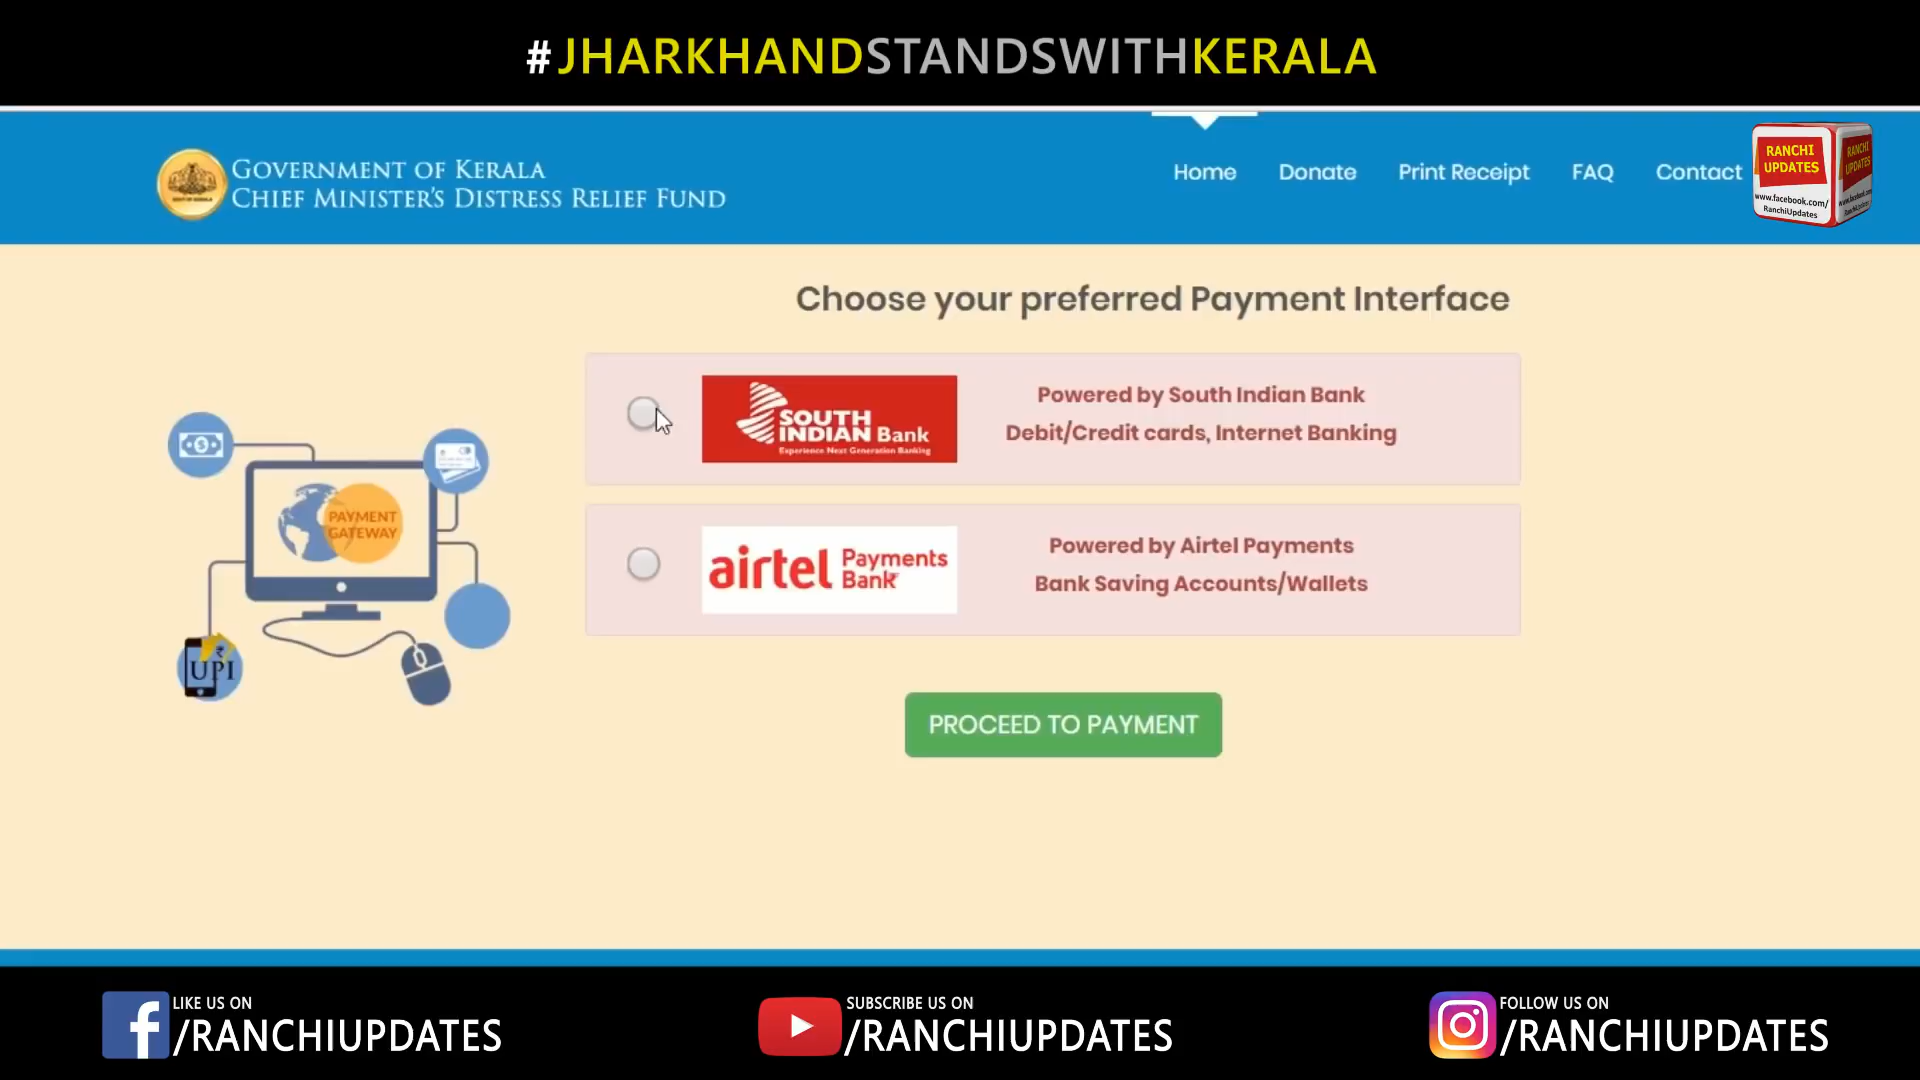 #JHARKHANDSTANDSWITHKERALA
GOVERNMENT OF KERALA
CHIEF MINISTER'S DISTRESS RELIEF FUND
Home Donate Print Receipt FAQ Contact
RANCHI
UPDATES
www.facebook.com/
RanchiUpdates
RANCHI
UPDATES
Choose your preferred Payment Interface
SOUTH
INDIAN Bank
Experience Next Generation Banking
Powered by South Indian Bank
Debit/Credit cards, Internet Banking
PAYMENT
GATEWAY
UPI
airtel Payments
Bank
Powered by Airtel Payments
Bank Saving Accounts/Wallets
PROCEED TO PAYMENT
LIKE US ON
/RANCHIUPDATES
SUBSCRIBE US ON
/RANCHIUPDATES
FOLLOW US ON
/RANCHIUPDATES